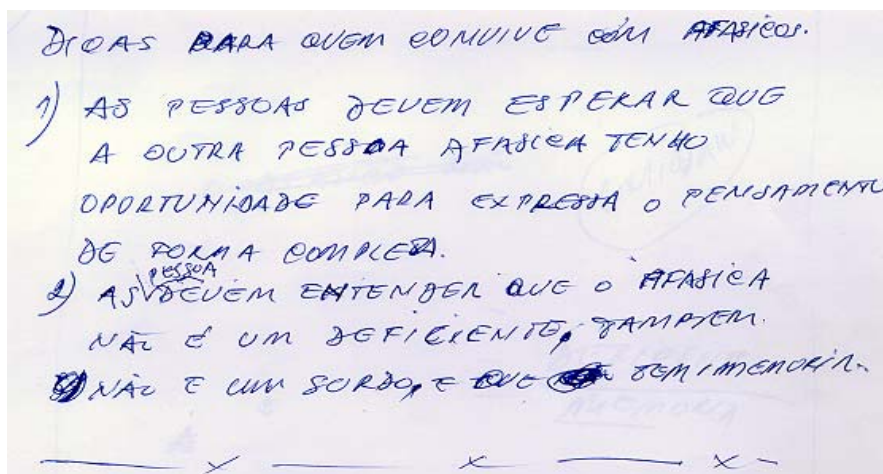 DICAS PARA QUEM CONVIVE COM AFASICOS.
1) AS PESSOAS DEVEM ESPERAR QUE
A OUTRA PESSOA AFASICA TENHO
OPORTUNIDADE PARA EXPRESSA O PENSAMENTO
DE FORMA COMPLETA.
PESSOA
2) AS DEVEM ENTENDER QUE O AFASICA
NÃO É UM DEFICIENTE, TAMBEM.
NÃO E UM SURDO, E QUE TEM MEMORIA.